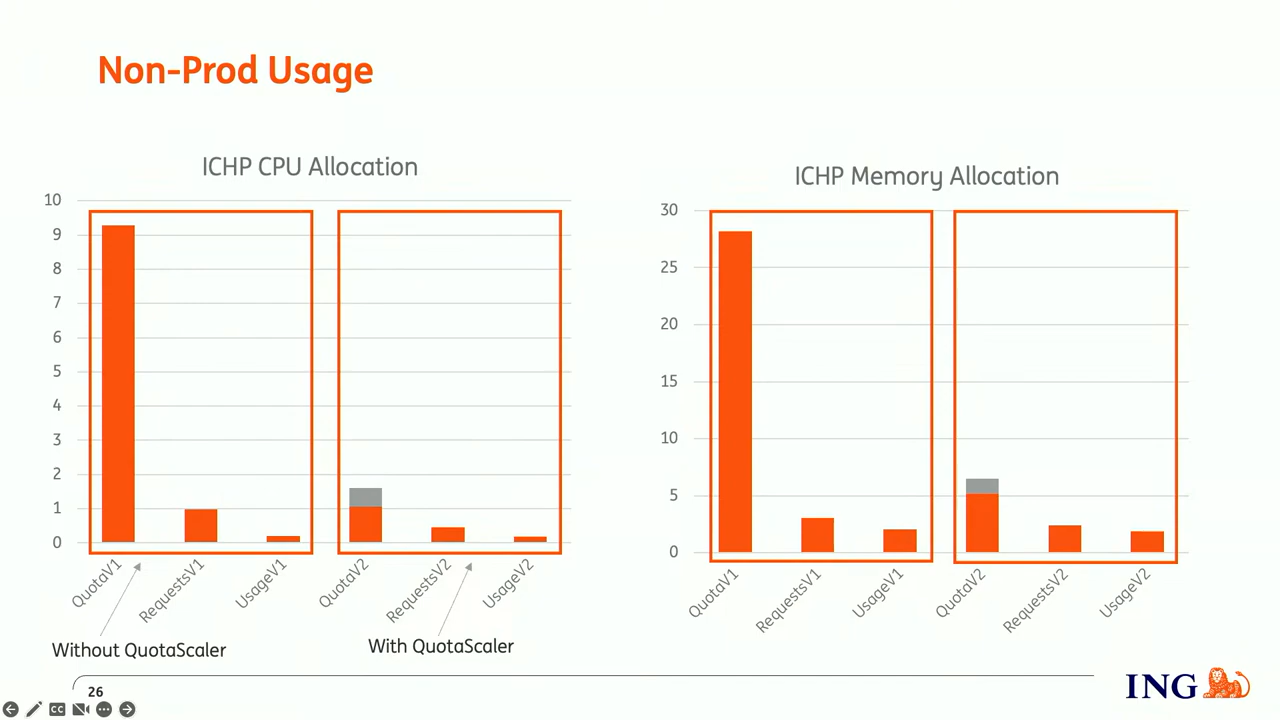 Non-Prod Usage
ICHP CPU Allocation
10
9
8
7
6
5
4
3
2
1
0
QuotaV1
RequestsV1
UsageV1
QuotaV2
RequestsV2
UsageV2
Without QuotaScaler
With QuotaScaler
ICHP Memory Allocation
30
25
20
15
10
5
0
QuotaV1
RequestsV1
UsageV1
QuotaV2
RequestsV2
UsageV2
26
CC
ING